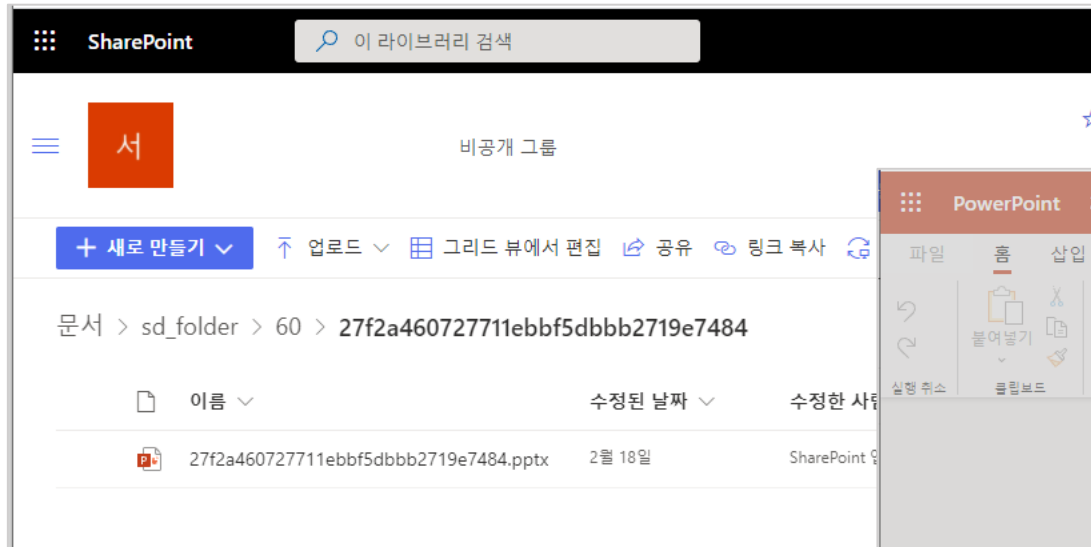 SharePoint
이 라이브러리 검색
서
비공개 그룹
PowerPoint
새로 만들기
업로드
그리드 뷰에서 편집
공유
링크 복사
파일
홈
삽입
문서 > sd_folder > 60 > 27f2a460727711ebbf5dbbb2719e7484
붙여넣기
실행 취소
클립보드
이름
수정된 날짜
수정한
27f2a460727711ebbf5dbbb2719e7484.pptx
2월 18일
SharePoint